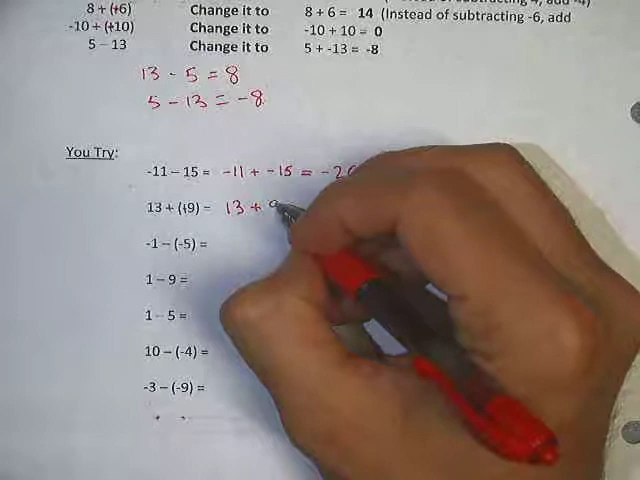 8 + (+6) Change it to 8 + 6 = 14 (Instead of subtracting -6, add
-10 + (+10) Change it to -10 + 10 = 0
5 – 13 Change it to 5 + -13 = -8
13 - 5 = 8
5 - 13 = -8
You Try:
-11 – 15 = -11 + -15 = -26
13 + (+9) = 13 + 9
-1 – (-5) =
1 – 9 =
1 – 5 =
10 – (-4) =
-3 – (-9) =